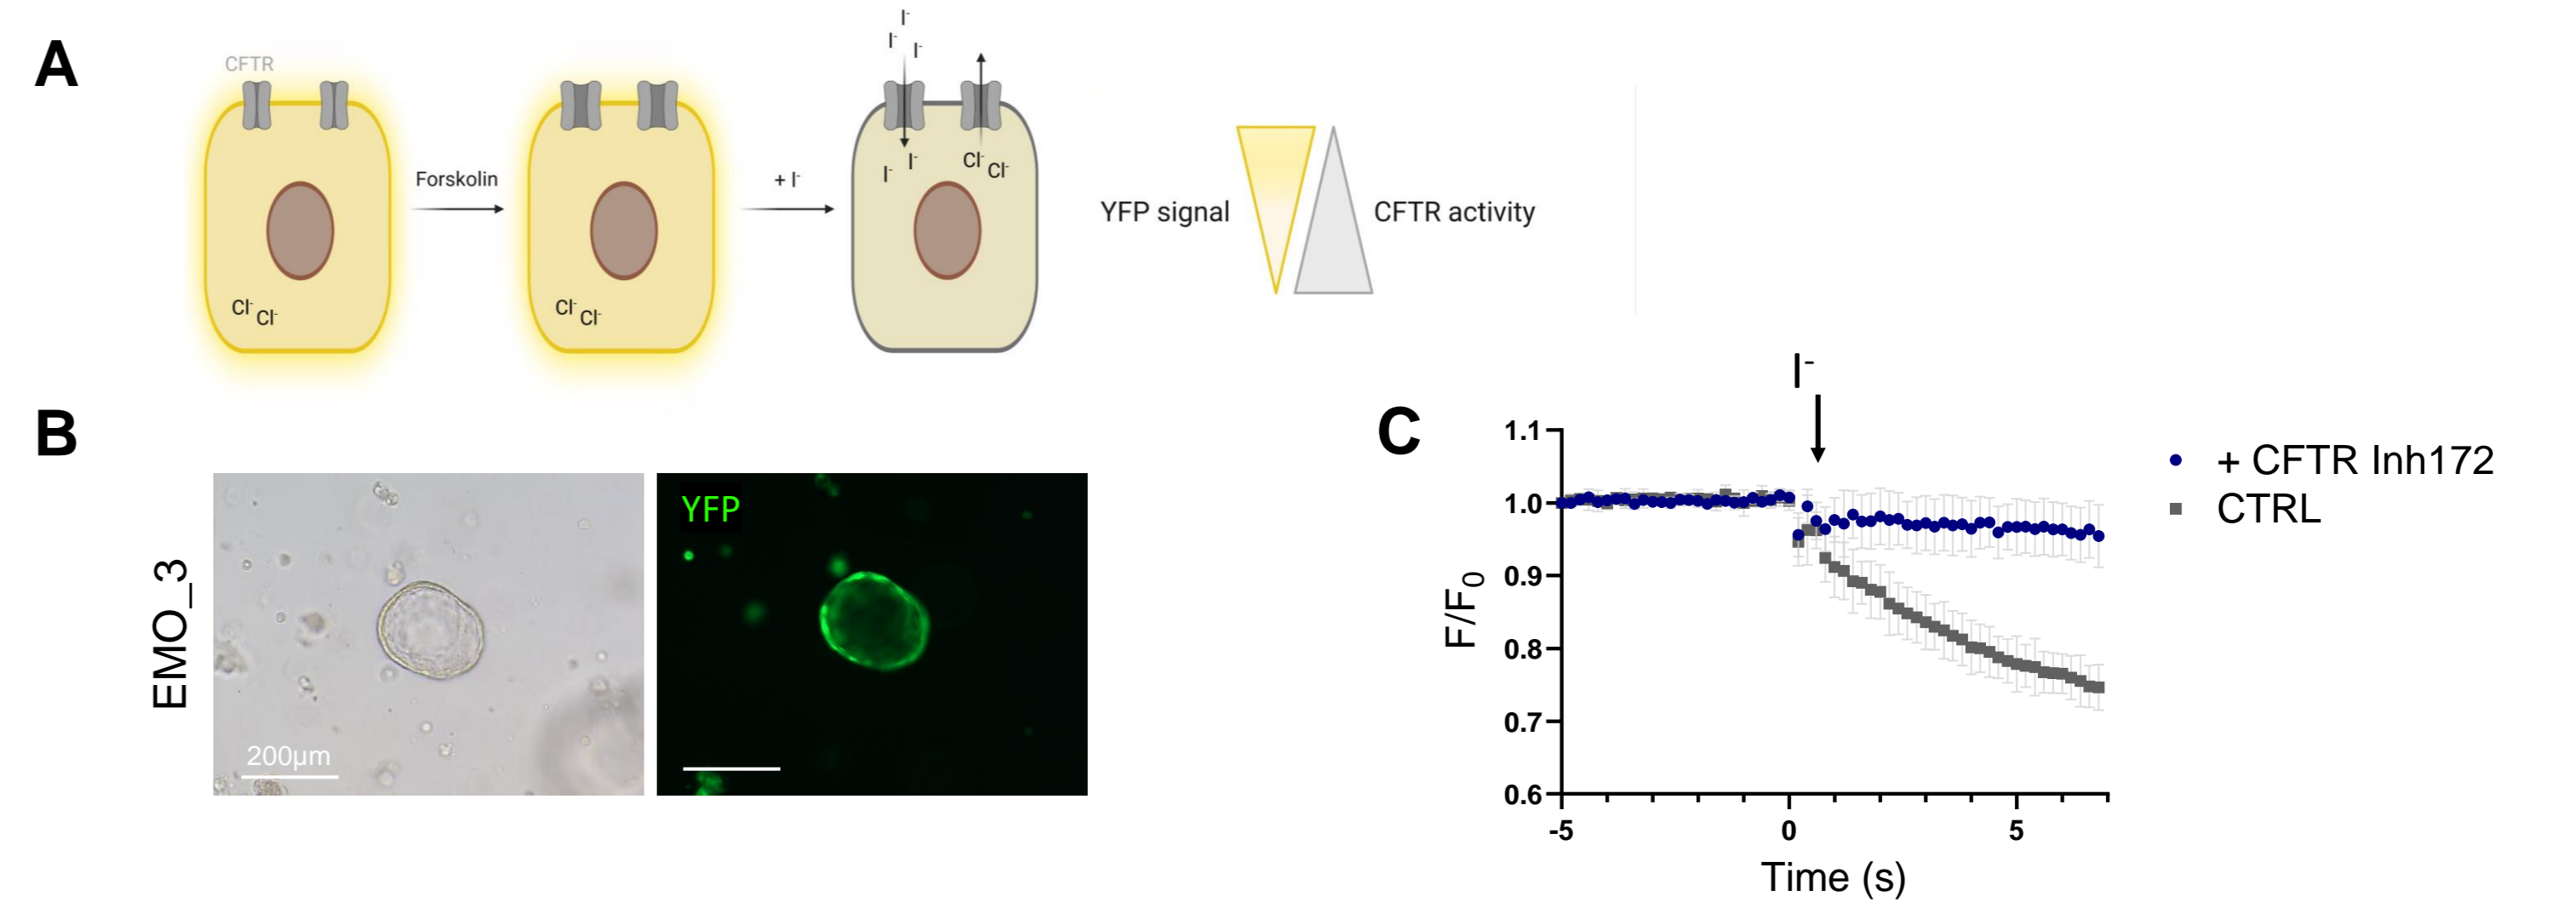 A
CFTR
Forskolin
Cl⁻ Cl⁻
Cl⁻ Cl⁻
+ I⁻
I⁻
I⁻ I⁻
I⁻ I⁻
Cl⁻ Cl⁻
YFP signal
CFTR activity
B
EMO_3
200μm
YFP
C
I⁻
F/F₀
1.1
1.0
0.9
0.8
0.7
0.6
-5 0 5
Time (s)
+ CFTR Inh172
CTRL